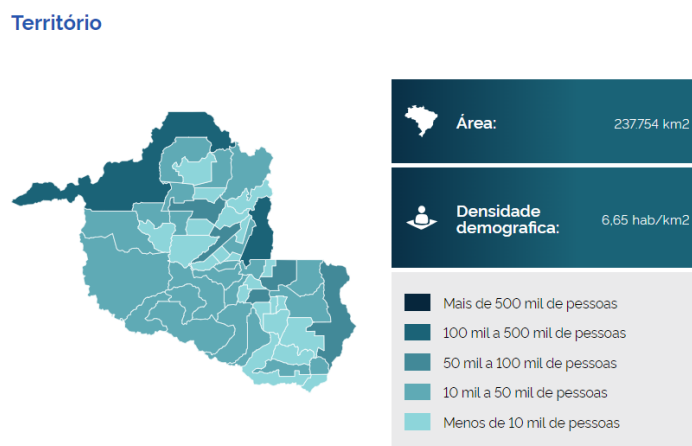 Território
Área:
237.754 km2
Densidade
demografica:
6,65 hab/km2
Mais de 500 mil de pessoas
100 mil a 500 mil de pessoas
50 mil a 100 mil de pessoas
10 mil a 50 mil de pessoas
Menos de 10 mil de pessoas